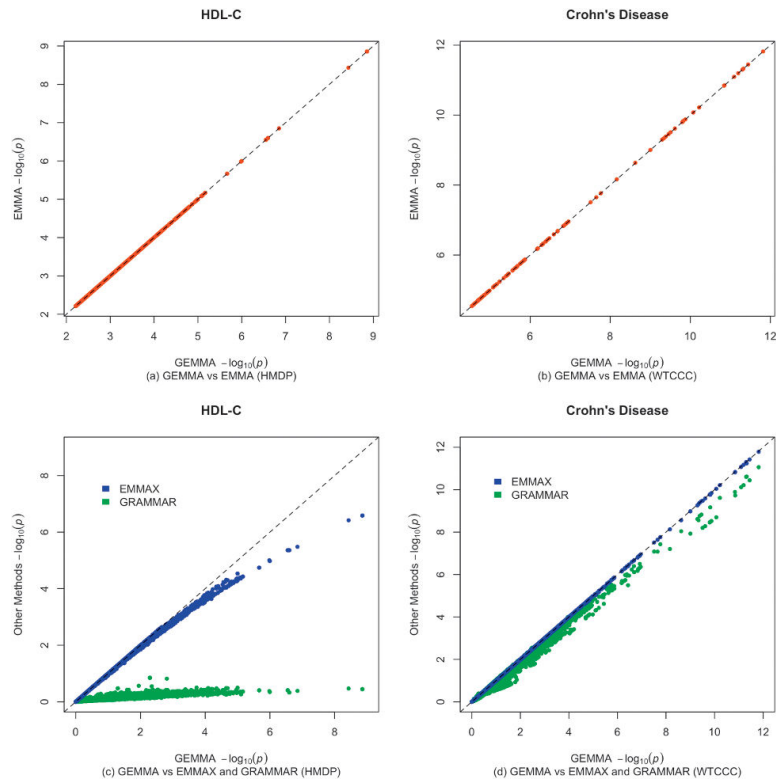 HDL-C
EMMA −log10(p)
9
8
7
6
5
4
3
2
2 3 4 5 6 7 8 9
GEMMA −log10(p)
(a) GEMMA vs EMMA (HMDP)
Crohn's Disease
EMMA −log10(p)
12
10
8
6
6 8 10 12
GEMMA −log10(p)
(b) GEMMA vs EMMA (WTCCC)
HDL-C
Other Methods −log10(p)
8
6
4
2
0
EMMAX
GRAMMAR
0 2 4 6 8
GEMMA −log10(p)
(c) GEMMA vs EMMAX and GRAMMAR (HMDP)
Crohn's Disease
Other Methods −log10(p)
12
10
8
6
4
2
0
EMMAX
GRAMMAR
0 2 4 6 8 10 12
GEMMA −log10(p)
(d) GEMMA vs EMMAX and GRAMMAR (WTCCC)